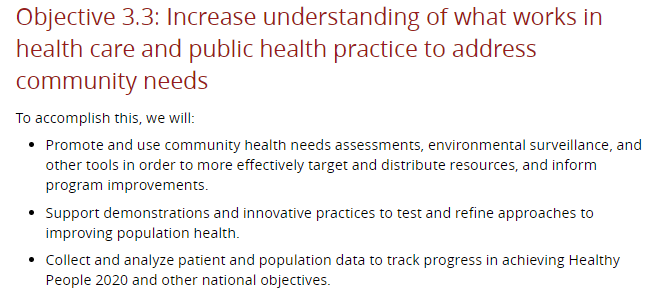 Objective 3.3: Increase understanding of what works in
health care and public health practice to address
community needs
To accomplish this, we will:
• Promote and use community health needs assessments, environmental surveillance, and
other tools in order to more effectively target and distribute resources, and inform
program improvements.
• Support demonstrations and innovative practices to test and refine approaches to
improving population health.
• Collect and analyze patient and population data to track progress in achieving Healthy
People 2020 and other national objectives.